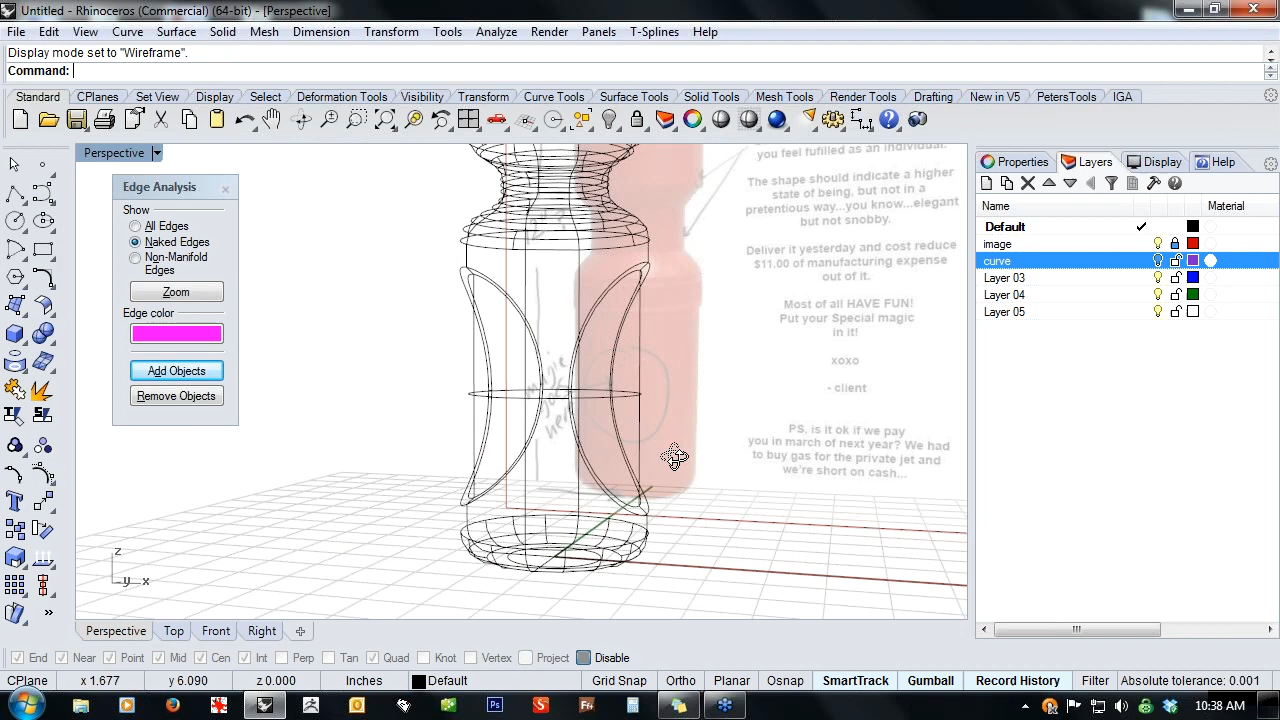 Untitled - Rhinoceros (Commercial) (64-bit) - [Perspective]
File Edit View Curve Surface Solid Mesh Dimension Transform Tools Analyze Render Panels T-Splines Help
Display mode set to "Wireframe".
Command:
Standard CPlanes Set View Display Select Deformation Tools Visibility Transform Curve Tools Surface Tools Solid Tools Mesh Tools Render Tools Drafting New in V5 PetersTools IGA
Perspective
Edge Analysis
Show
All Edges
Naked Edges
Non-Manifold
Edges
Zoom
Edge color
Add Objects
Remove Objects
you feel fufilled as an individual.
The shape should indicate a higher
state of being, but not in a
pretentious way...you know...elegant
but not snobby.
Deliver it yesterday and cost reduce
$11.00 of manufacturing expense
out of it.
Most of all HAVE FUN!
Put your Special magic
in it!
xoxo
- client
PS, is it ok if we pay
you in march of next year? We had
to buy gas for the private jet and
we're short on cash...
magic
goes
here
z
y x
Properties Layers Display Help
Name Material
Default
image
curve
Layer 03
Layer 04
Layer 05
Perspective Top Front Right
End Near Point Mid Cen Int Perp Tan Quad Knot Vertex Project Disable
CPlane x 1.677 y 6.090 z 0.000 Inches Default Grid Snap Ortho Planar Osnap SmartTrack Gumball Record History Filter Absolute tolerance: 0.001
10:38 AM